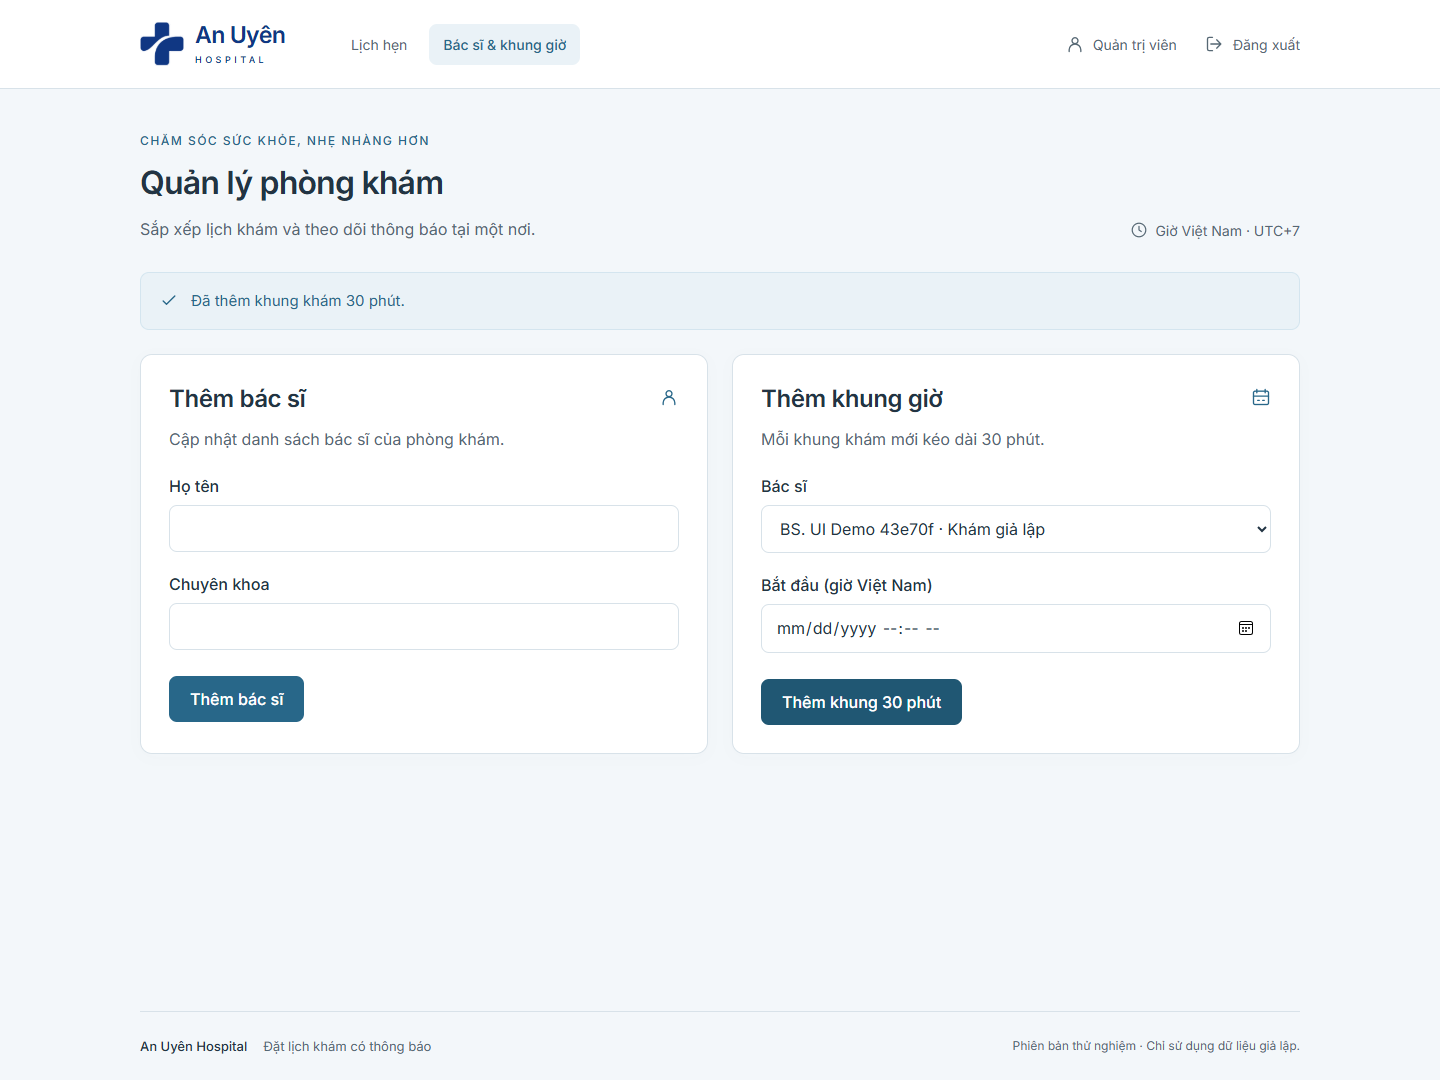 An Uyên
HOSPITAL
Lịch hẹn
Bác sĩ & khung giờ
Quản trị viên
Đăng xuất
CHĂM SÓC SỨC KHỎE, NHẸ NHÀNG HƠN
Quản lý phòng khám
Sắp xếp lịch khám và theo dõi thông báo tại một nơi.
Giờ Việt Nam · UTC+7
Đã thêm khung khám 30 phút.
Thêm bác sĩ
Cập nhật danh sách bác sĩ của phòng khám.
Họ tên
Chuyên khoa
Thêm bác sĩ
Thêm khung giờ
Mỗi khung khám mới kéo dài 30 phút.
Bác sĩ
BS. UI Demo 43e70f · Khám giả lập
Bắt đầu (giờ Việt Nam)
mm/dd/yyyy --:-- --
Thêm khung 30 phút
An Uyên Hospital
Đặt lịch khám có thông báo
Phiên bản thử nghiệm · Chỉ sử dụng dữ liệu giả lập.